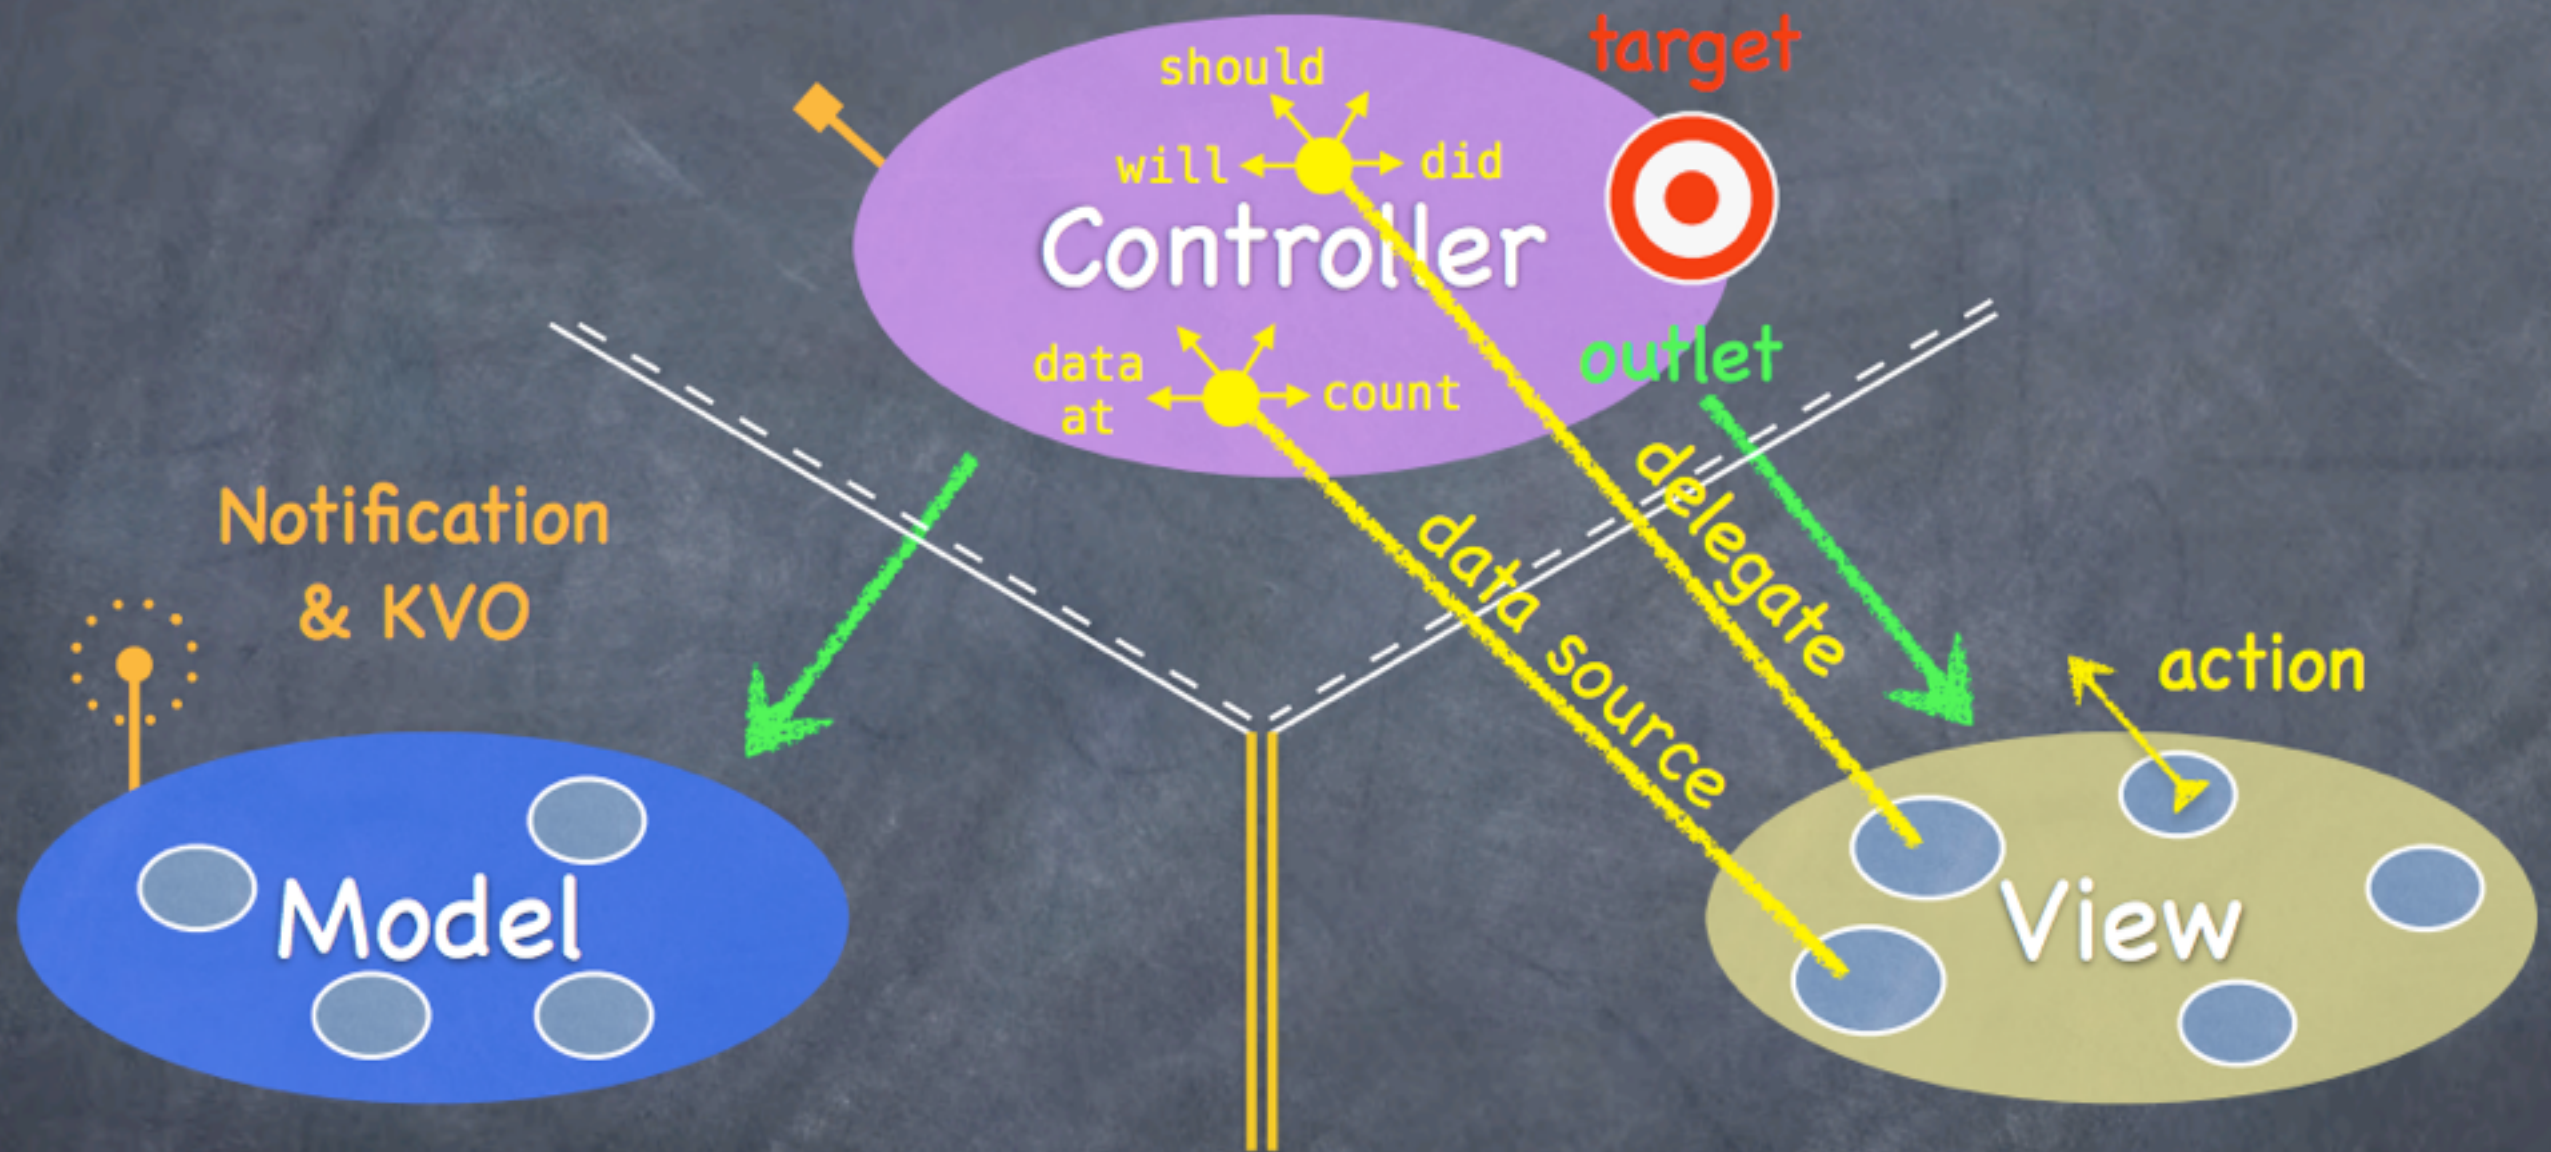 target
should
will
did
Controller
outlet
data
at
count
delegate
data source
Notification
& KVO
action
Model
View